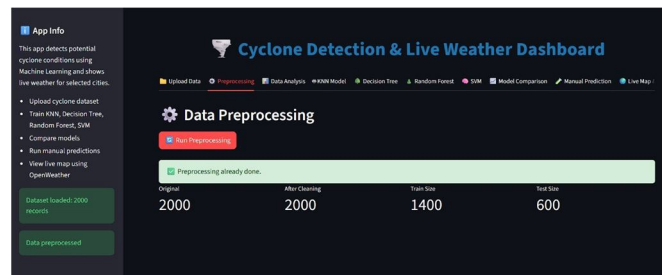 App Info
This app detects potential
cyclone conditions using
Machine Learning and shows
live weather for selected cities.
Upload cyclone dataset
Train KNN, Decision Tree,
Random Forest, SVM
Compare models
Run manual predictions
View live map using
OpenWeather
Dataset loaded: 2000
records
Data preprocessed
Cyclone Detection & Live Weather Dashboard
Upload Data Preprocessing Data Analysis KNN Model Decision Tree Random Forest SVM Model Comparison Manual Prediction Live Map
Data Preprocessing
Run Preprocessing
Preprocessing already done.
Original After Cleaning Train Size Test Size
2000 2000 1400 600